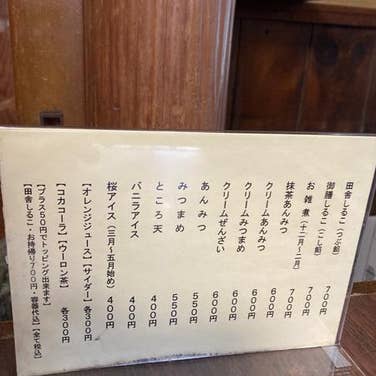 田舎しるこ（つぶ餡） 700円
御膳しるこ（こし餡） 700円
お雑煮（十二月～二月） 700円
抹茶あんみつ 700円
クリームあんみつ 600円
クリームみつまめ 600円
クリームぜんざい 600円
あんみつ 550円
みつまめ 550円
ところ天 400円
バニラアイス 400円
桜アイス（三月～五月始め） 400円
【オレンジジュース】【サイダー】 各300円
【コカコーラ】【ウーロン茶】 各300円
【プラス50円でトッピング出来ます】
【田舎しるこ・お持帰り700円・容器代込】【全て税込】